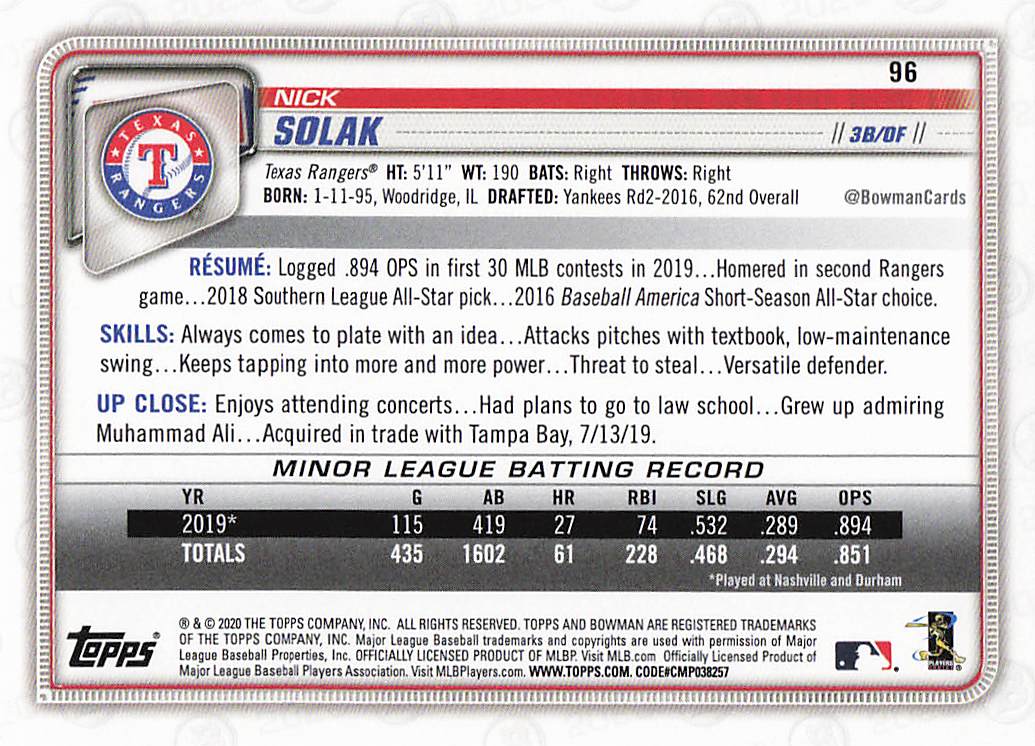 96
NICK
SOLAK
// 3B/OF //
TEXAS RANGERS
T
Texas Rangers® HT: 5'11" WT: 190 BATS: Right THROWS: Right
BORN: 1-11-95, Woodridge, IL DRAFTED: Yankees Rd2-2016, 62nd Overall @BowmanCards
RÉSUMÉ: Logged .894 OPS in first 30 MLB contests in 2019...Homered in second Rangers
game...2018 Southern League All-Star pick...2016 Baseball America Short-Season All-Star choice.
SKILLS: Always comes to plate with an idea...Attacks pitches with textbook, low-maintenance
swing...Keeps tapping into more and more power...Threat to steal...Versatile defender.
UP CLOSE: Enjoys attending concerts...Had plans to go to law school...Grew up admiring
Muhammad Ali...Acquired in trade with Tampa Bay, 7/13/19.
MINOR LEAGUE BATTING RECORD
YR G AB HR RBI SLG AVG OPS
2019* 115 419 27 74 .532 .289 .894
TOTALS 435 1602 61 228 .468 .294 .851
*Played at Nashville and Durham
Topps®
® & © 2020 THE TOPPS COMPANY, INC. ALL RIGHTS RESERVED. TOPPS AND BOWMAN ARE REGISTERED TRADEMARKS
OF THE TOPPS COMPANY, INC. Major League Baseball trademarks and copyrights are used with permission of Major
League Baseball Properties, Inc. OFFICIALLY LICENSED PRODUCT OF MLBP. Visit MLB.com Officially Licensed Product of
Major League Baseball Players Association. Visit MLBPlayers.com. WWW.TOPPS.COM. CODE#CMP038257
PLAYERS